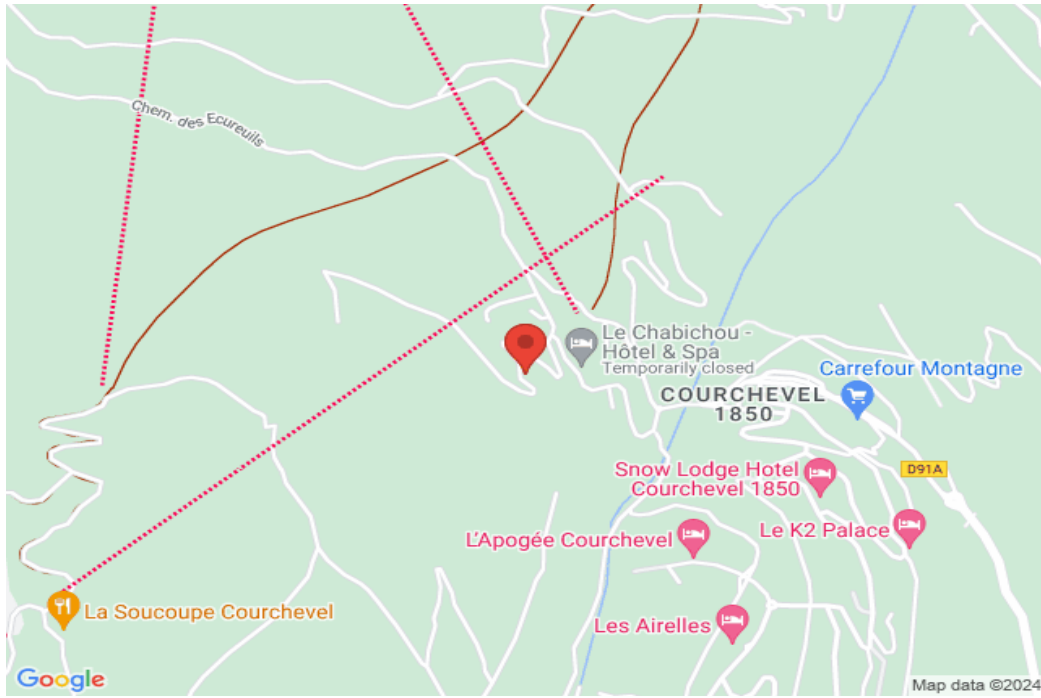 Chem. des Ecureuils
Le Chabichou -
Hôtel & Spa
Temporarily closed
Carrefour Montagne
COURCHEVEL
1850
D91A
Snow Lodge Hotel
Courchevel 1850
Le K2 Palace
L'Apogée Courchevel
La Soucoupe Courchevel
Les Airelles
Google
Map data ©2024